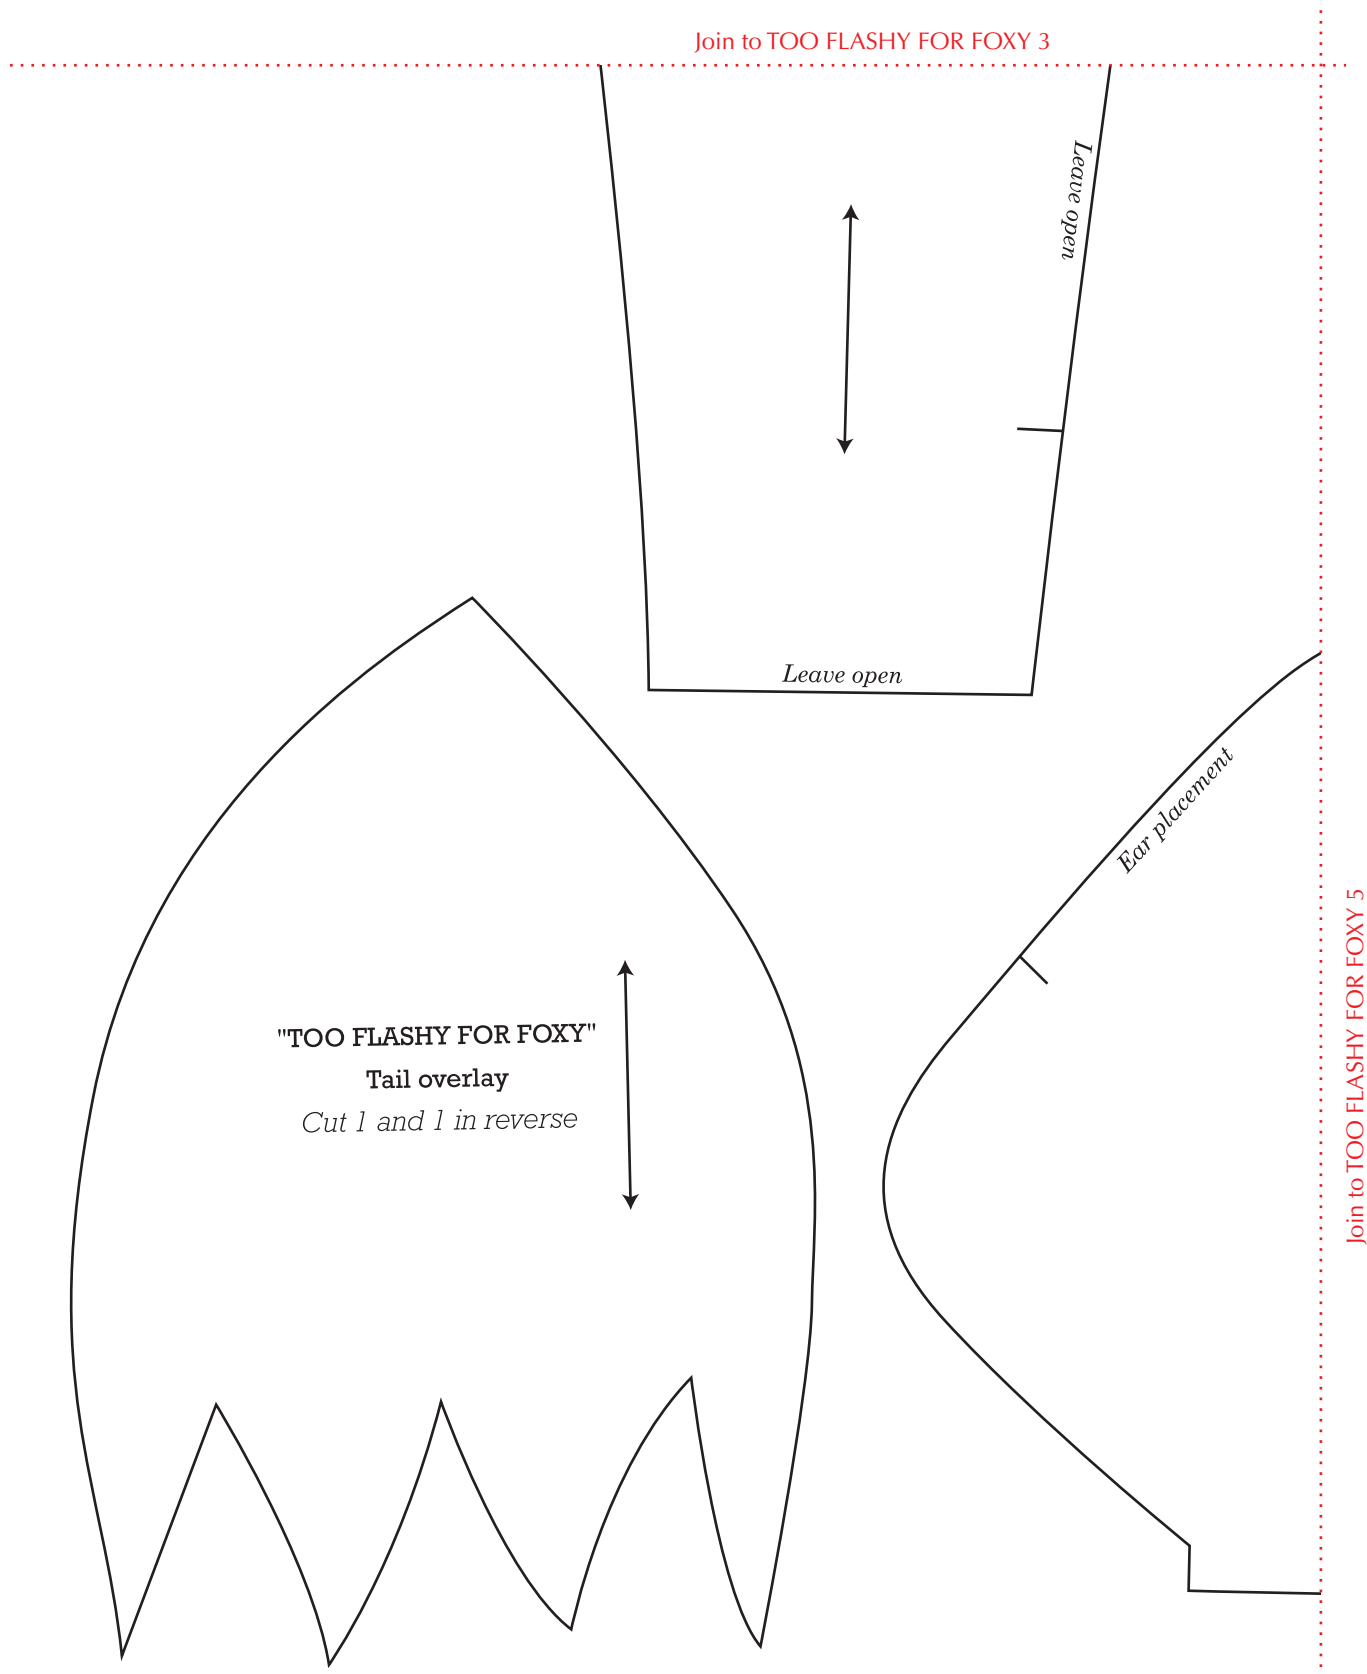 Join to TOO FLASHY FOR FOXY 3
Leave open
Leave open
Ear placement
"TOO FLASHY FOR FOXY"
Tail overlay
Cut 1 and 1 in reverse
Join to TOO FLASHY FOR FOXY 5